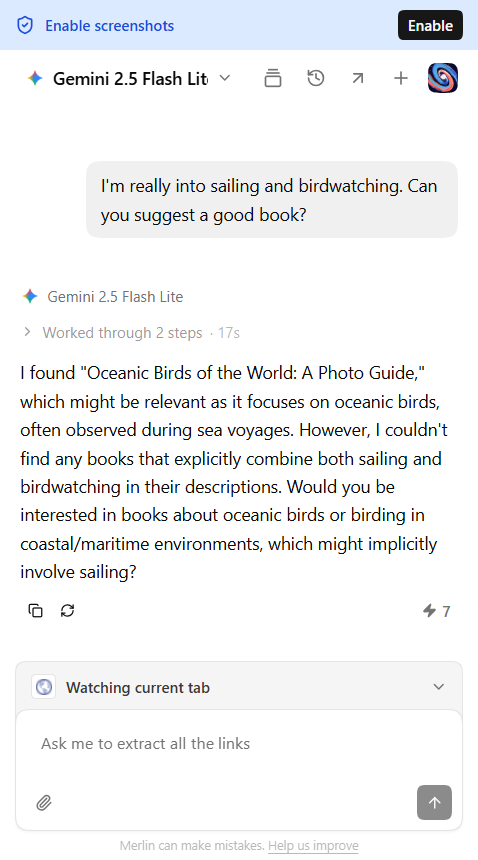 Enable screenshots
Enable
Gemini 2.5 Flash Lit
I'm really into sailing and birdwatching. Can
you suggest a good book?
Gemini 2.5 Flash Lite
Worked through 2 steps · 17s
I found "Oceanic Birds of the World: A Photo Guide,"
which might be relevant as it focuses on oceanic birds,
often observed during sea voyages. However, I couldn't
find any books that explicitly combine both sailing and
birdwatching in their descriptions. Would you be
interested in books about oceanic birds or birding in
coastal/maritime environments, which might implicitly
involve sailing?
7
Watching current tab
Ask me to extract all the links
Merlin can make mistakes. Help us improve